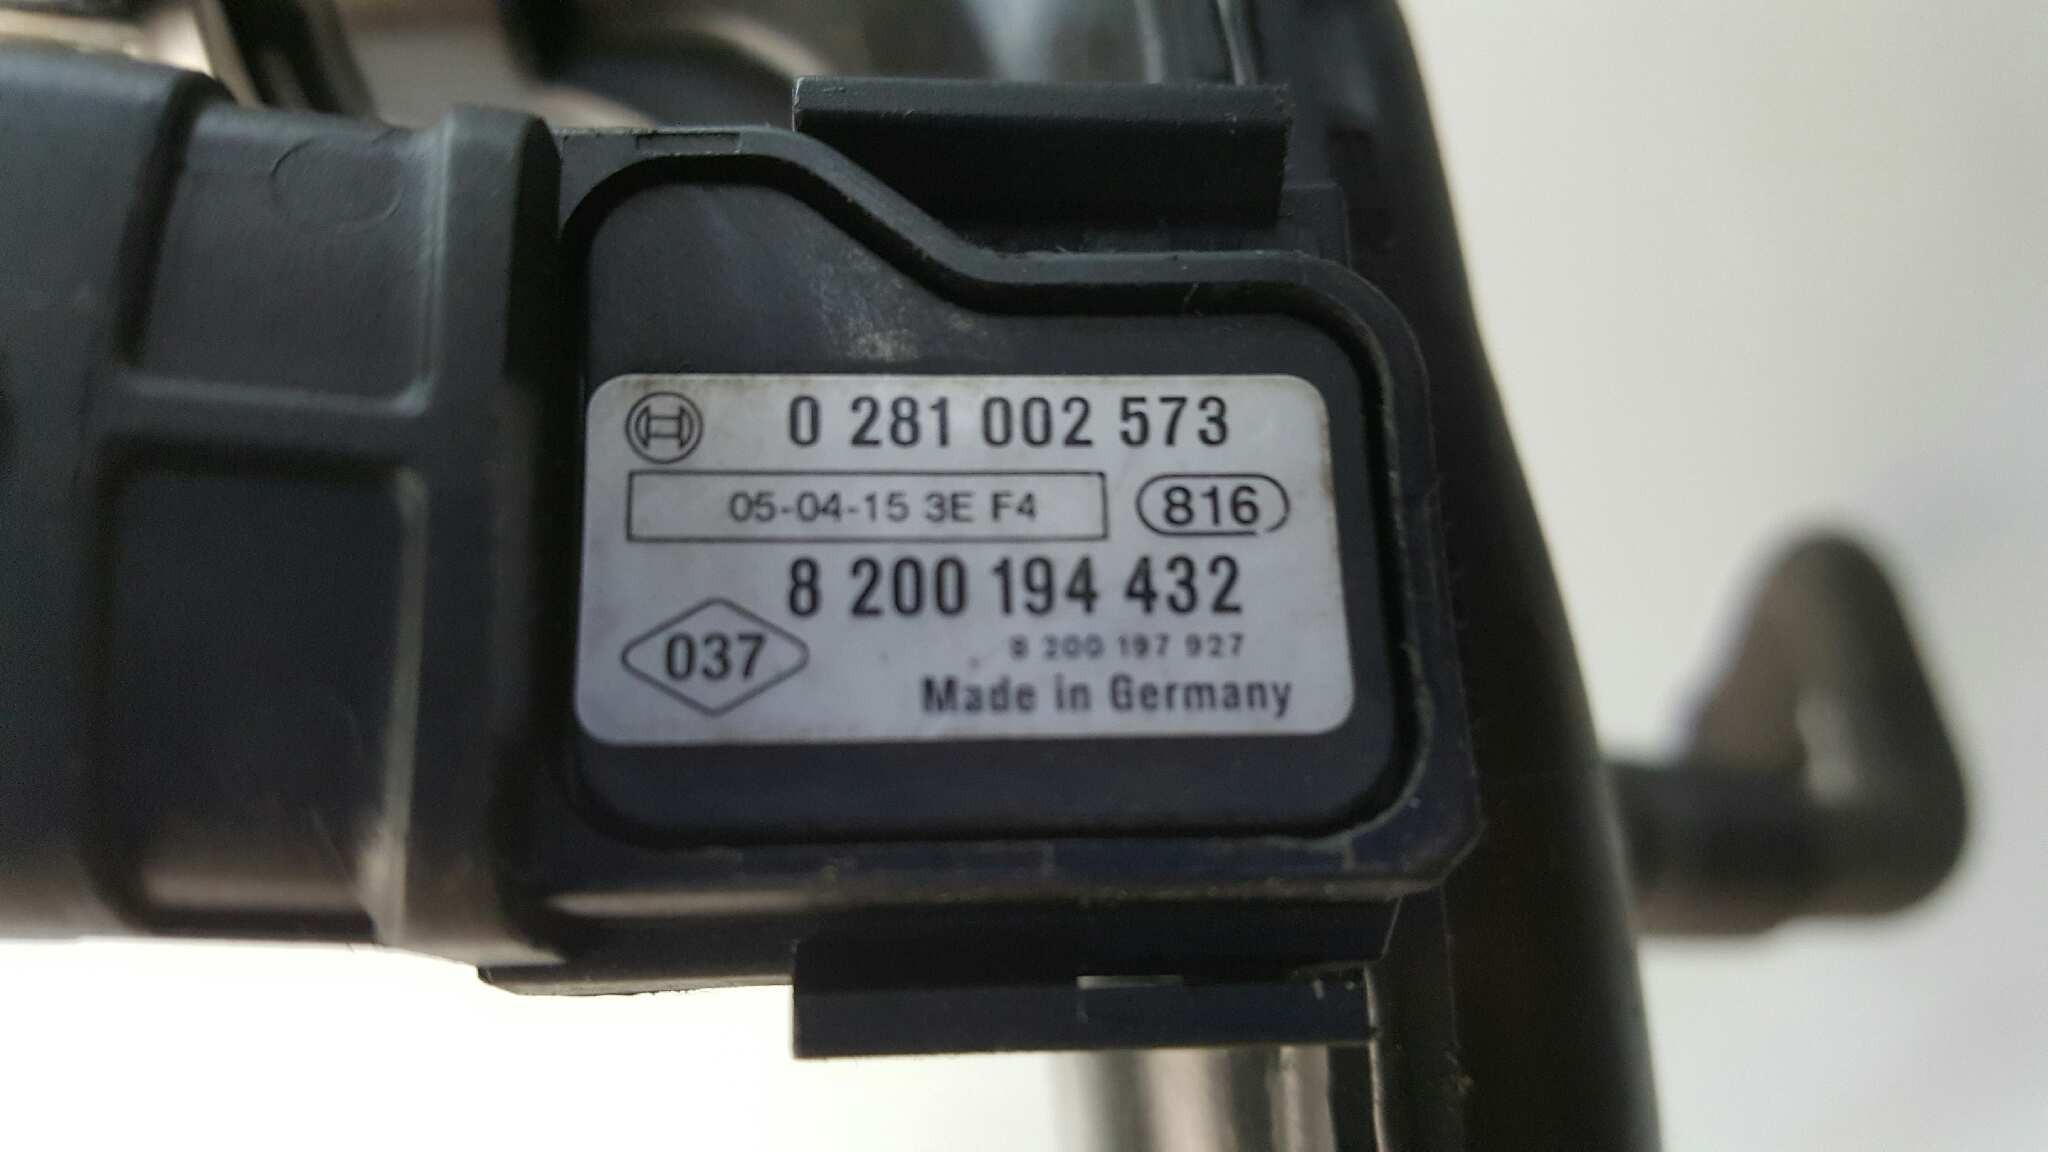 0 281 002 573
05-04-15 3E F4
816
8 200 194 432
8 200 197 927
037
Made in Germany